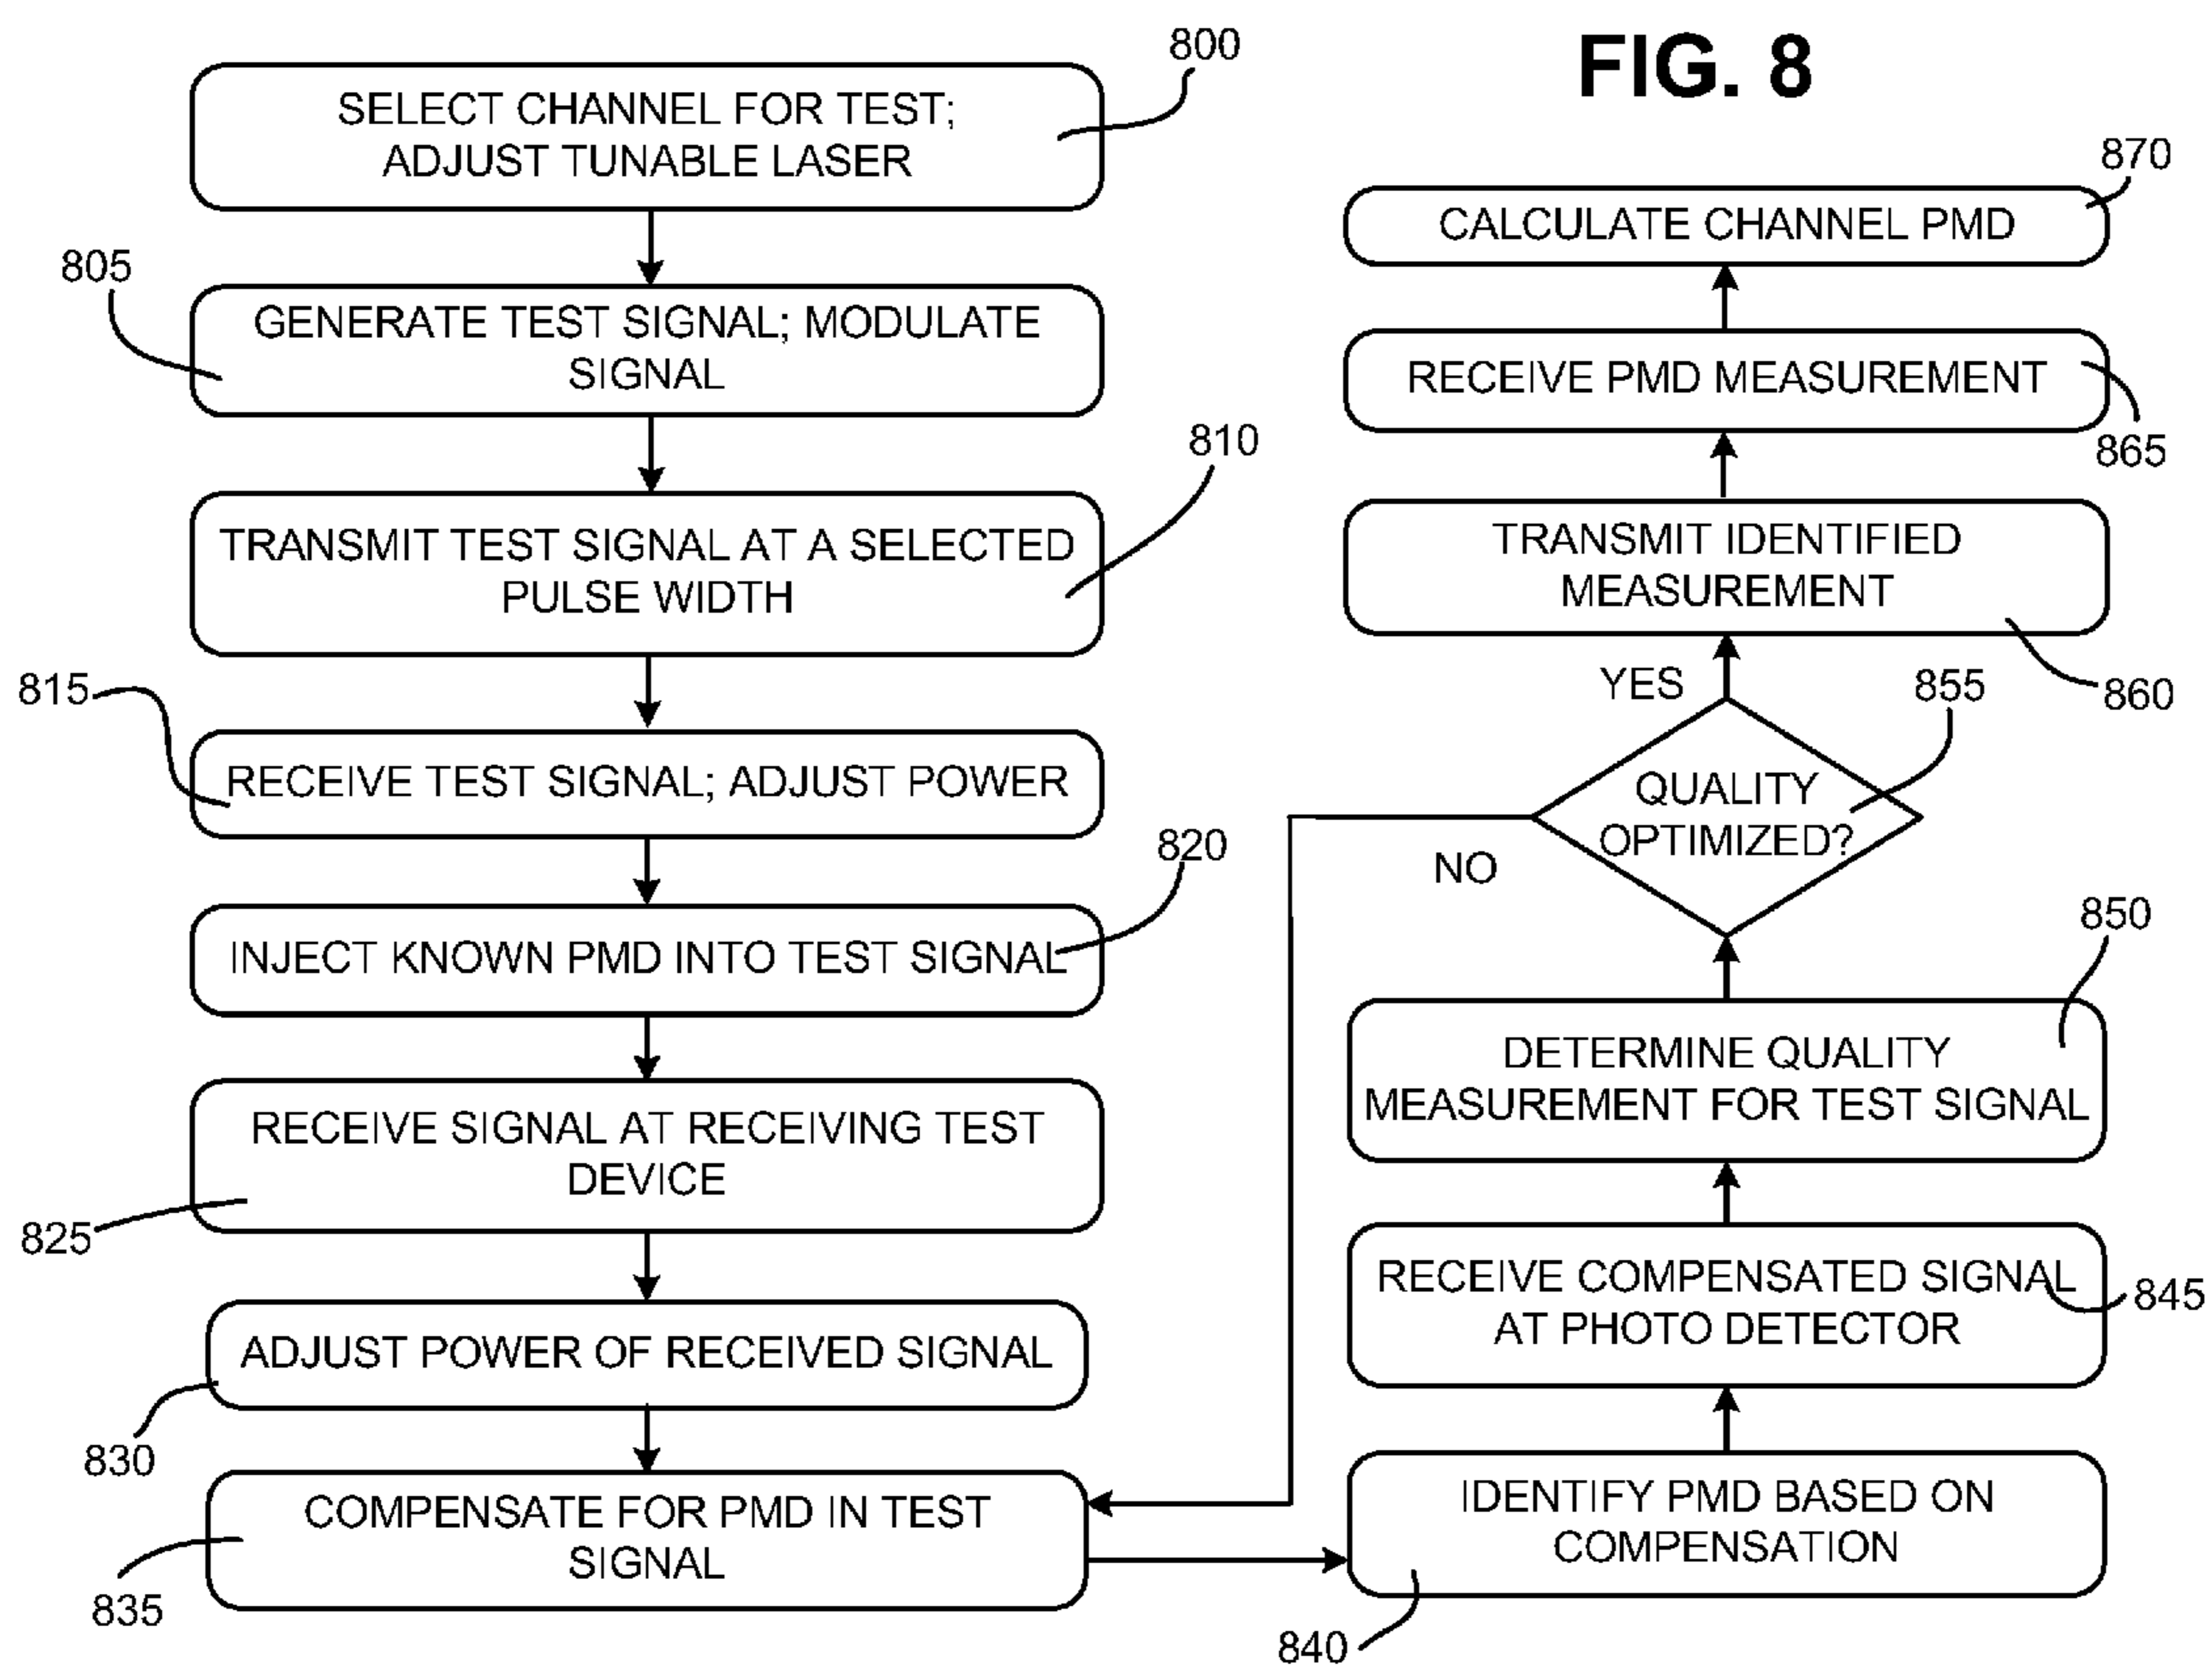 FIG. 8
800
SELECT CHANNEL FOR TEST;
ADJUST TUNABLE LASER
805
GENERATE TEST SIGNAL; MODULATE
SIGNAL
810
TRANSMIT TEST SIGNAL AT A SELECTED
PULSE WIDTH
815
RECEIVE TEST SIGNAL; ADJUST POWER
820
INJECT KNOWN PMD INTO TEST SIGNAL
825
RECEIVE SIGNAL AT RECEIVING TEST
DEVICE
830
ADJUST POWER OF RECEIVED SIGNAL
835
COMPENSATE FOR PMD IN TEST
SIGNAL
840
IDENTIFY PMD BASED ON
COMPENSATION
845
RECEIVE COMPENSATED SIGNAL
AT PHOTO DETECTOR
850
DETERMINE QUALITY
MEASUREMENT FOR TEST SIGNAL
855
QUALITY
OPTIMIZED?
NO
YES
860
TRANSMIT IDENTIFIED
MEASUREMENT
865
RECEIVE PMD MEASUREMENT
870
CALCULATE CHANNEL PMD